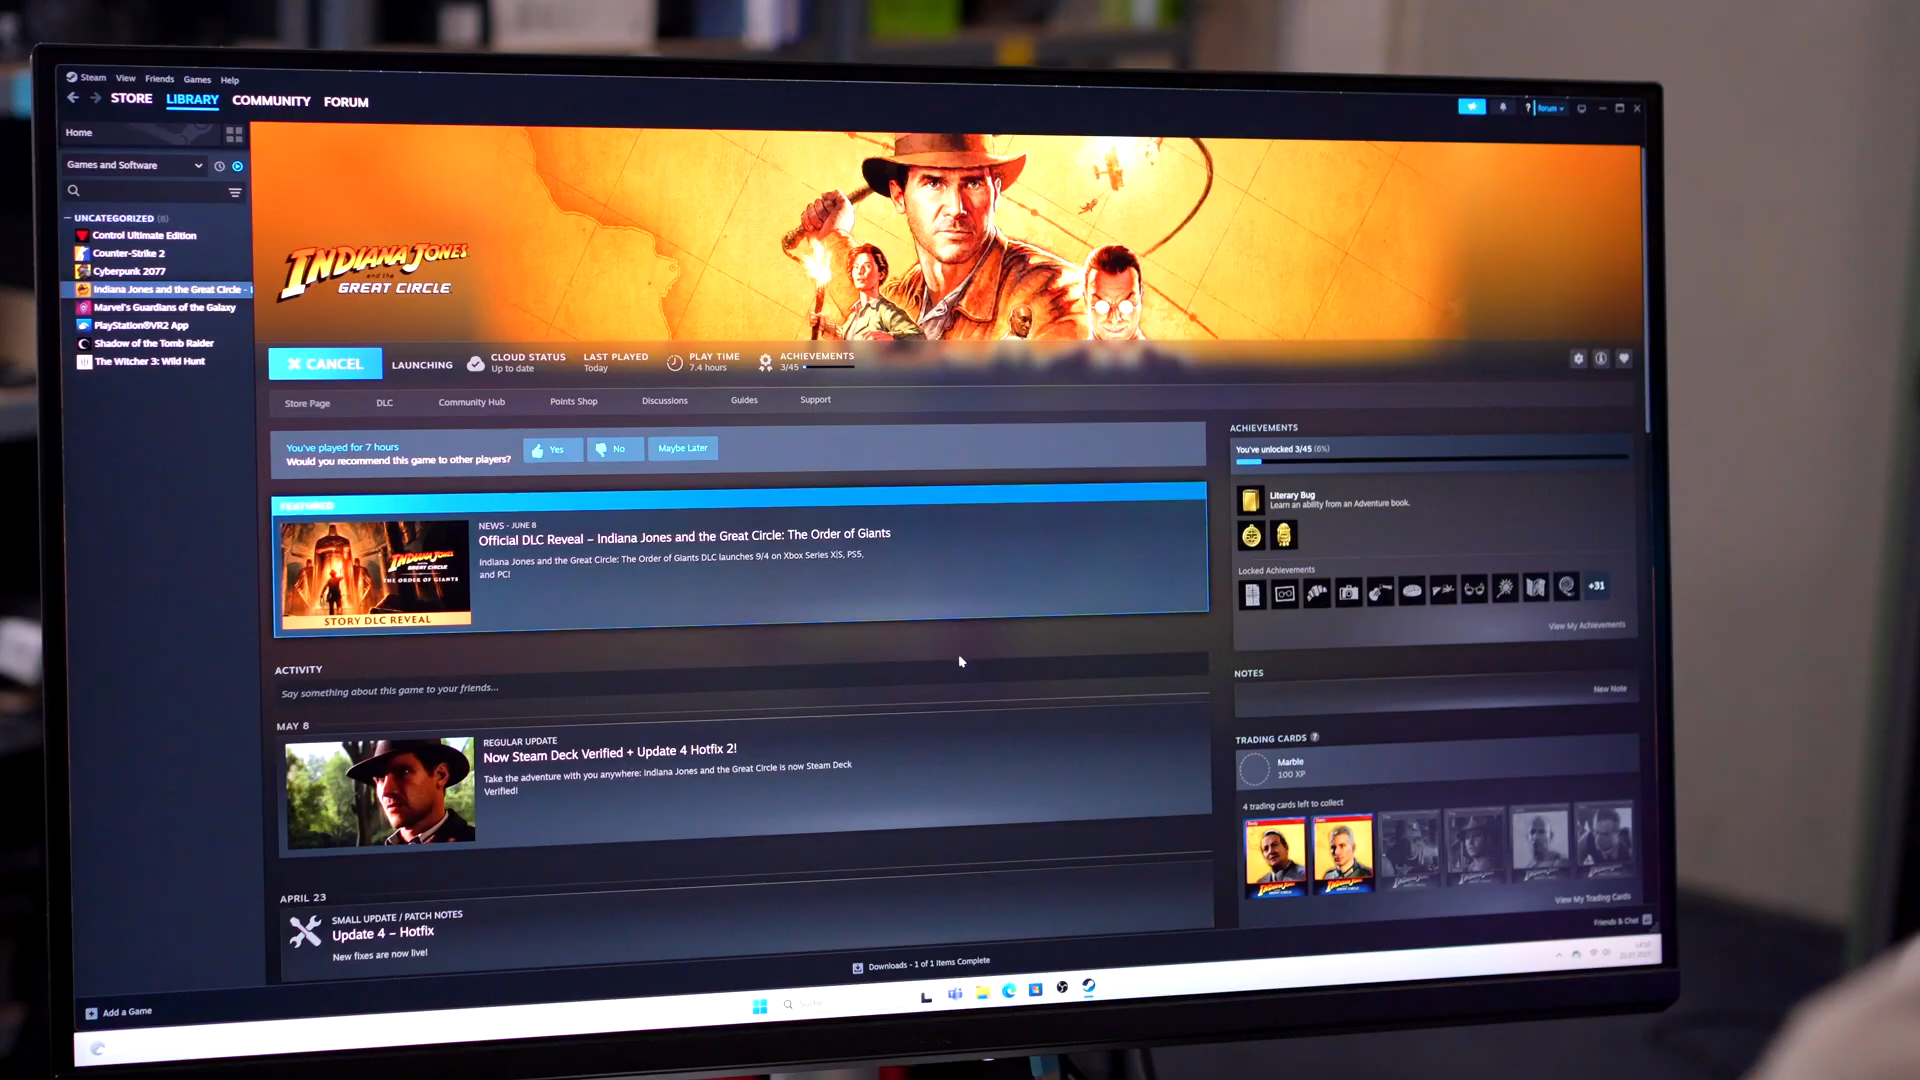 Steam View Friends Games Help
STORE LIBRARY COMMUNITY FORUM
? forum
Home
Games and Software
UNCATEGORIZED (8)
Control Ultimate Edition
Counter-Strike 2
Cyberpunk 2077
Indiana Jones and the Great Circle -
Marvel's Guardians of the Galaxy
PlayStation®VR2 App
Shadow of the Tomb Raider
The Witcher 3: Wild Hunt
INDIANA JONES
and the
GREAT CIRCLE
CANCEL
LAUNCHING
CLOUD STATUS
Up to date
LAST PLAYED
Today
PLAY TIME
7.4 hours
ACHIEVEMENTS
3/45
Store Page DLC Community Hub Points Shop Discussions Guides Support
You've played for 7 hours
Would you recommend this game to other players?
Yes No Maybe Later
FEATURED
INDIANA JONES
GREAT CIRCLE
THE ORDER OF GIANTS
STORY DLC REVEAL
NEWS - JUNE 8
Official DLC Reveal – Indiana Jones and the Great Circle: The Order of Giants
Indiana Jones and the Great Circle: The Order of Giants DLC launches 9/4 on Xbox Series X|S, PS5,
and PC!
ACTIVITY
Say something about this game to your friends...
MAY 8
REGULAR UPDATE
Now Steam Deck Verified + Update 4 Hotfix 2!
Take the adventure with you anywhere: Indiana Jones and the Great Circle is now Steam Deck
Verified!
APRIL 23
SMALL UPDATE / PATCH NOTES
Update 4 – Hotfix
New fixes are now live!
ACHIEVEMENTS
You've unlocked 3/45 (6%)
Literary Bug
Learn an ability from an Adventure book.
Locked Achievements
+31
View My Achievements
NOTES
New Note
TRADING CARDS ?
Marble
100 XP
4 trading cards left to collect
View My Trading Cards
Friends & Chat
Add a Game
Downloads - 1 of 1 Items Complete
Suche